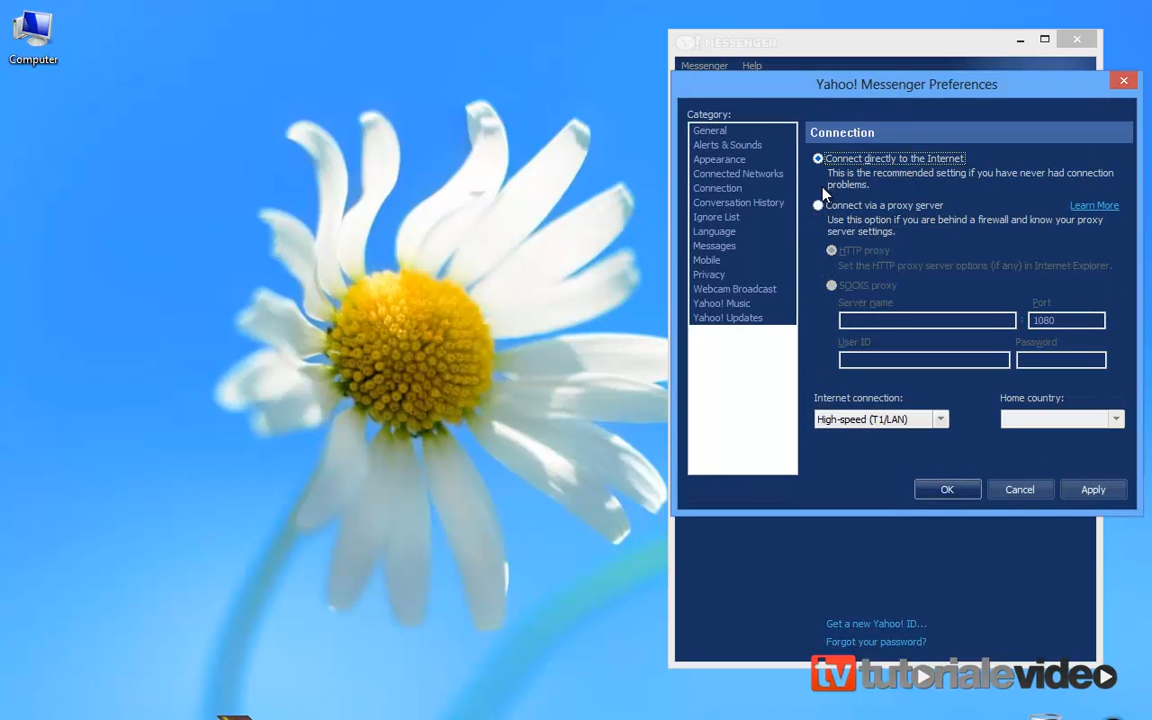 Computer
MESSENGER
Messenger Help
Yahoo! Messenger Preferences
Category:
General
Alerts & Sounds
Appearance
Connected Networks
Connection
Conversation History
Ignore List
Language
Messages
Mobile
Privacy
Webcam Broadcast
Yahoo! Music
Yahoo! Updates
Connection
Connect directly to the Internet
This is the recommended setting if you have never had connection
problems.
Connect via a proxy server
Learn More
Use this option if you are behind a firewall and know your proxy
server settings.
HTTP proxy
Set the HTTP proxy server options (if any) in Internet Explorer.
SOCKS proxy
Server name Port
: 1080
User ID Password
Internet connection: Home country:
High-speed (T1/LAN)
OK Cancel Apply
Get a new Yahoo! ID...
Forgot your password?
tv tutorialevideo